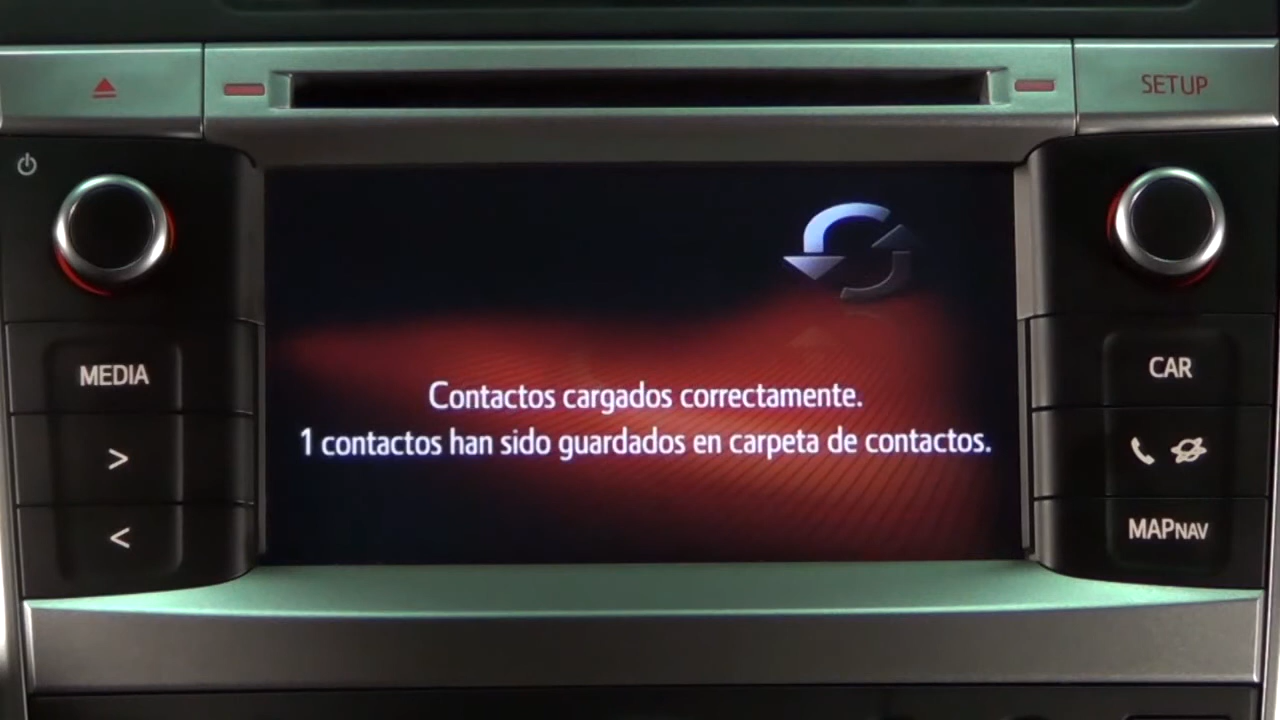 SETUP
MEDIA
>
<
Contactos cargados correctamente.
1 contactos han sido guardados en carpeta de contactos.
CAR
MAPNAV